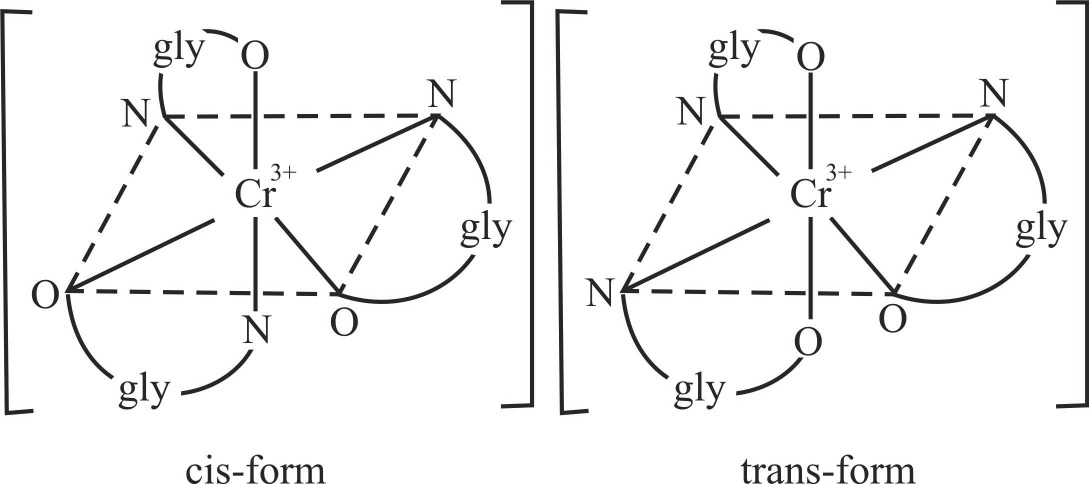 gly O gly O
N N N N
Cr3+ Cr3+
gly gly
O N
N O O O
gly gly
cis-form trans-form